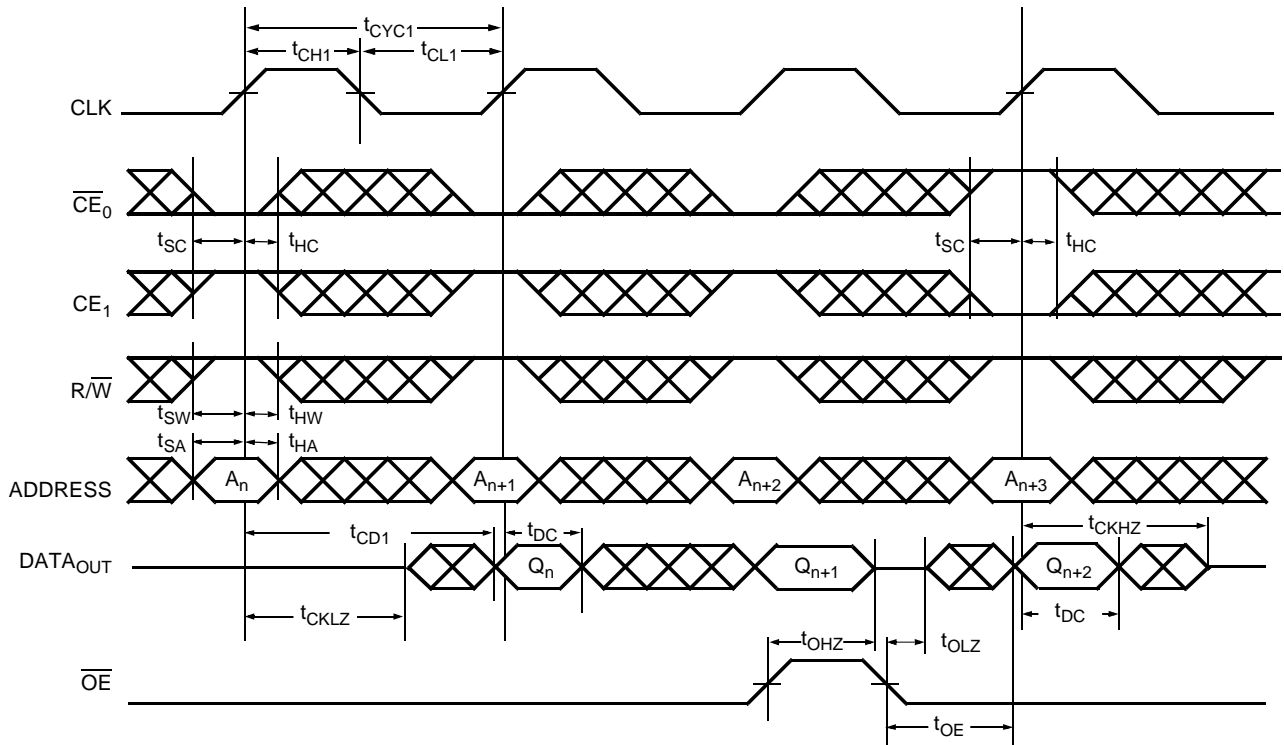 tCYC1
tCH1 tCL1
CLK
CE0
tSC tHC tSC tHC
CE1
R/W
tSW tHW
tSA tHA
ADDRESS An An+1 An+2 An+3
tCD1 tDC tCKHZ
DATAOUT Qn Qn+1 Qn+2
tCKLZ tDC
tOHZ tOLZ
OE
tOE